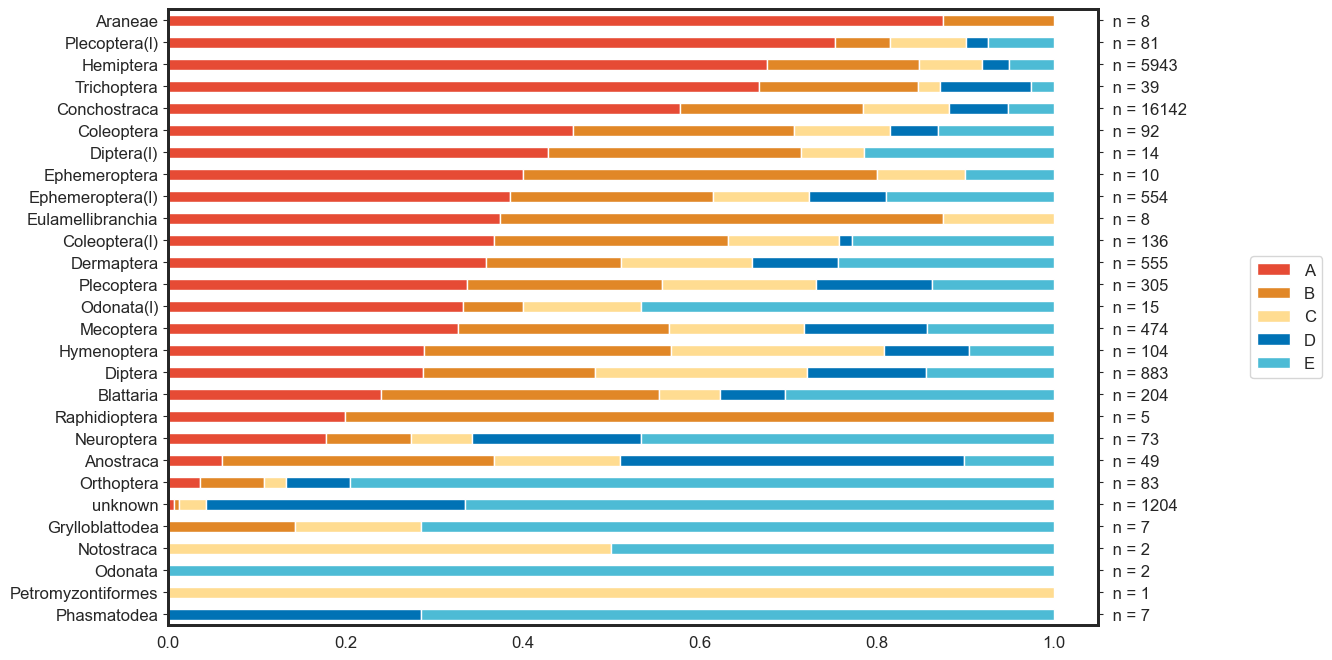 Araneae n = 8
Plecoptera(l) n = 81
Hemiptera n = 5943
Trichoptera n = 39
Conchostraca n = 16142
Coleoptera n = 92
Diptera(l) n = 14
Ephemeroptera n = 10
Ephemeroptera(l) n = 554
Eulamellibranchia n = 8
Coleoptera(l) n = 136
Dermaptera n = 555
Plecoptera n = 305
Odonata(l) n = 15
Mecoptera n = 474
Hymenoptera n = 104
Diptera n = 883
Blattaria n = 204
Raphidioptera n = 5
Neuroptera n = 73
Anostraca n = 49
Orthoptera n = 83
unknown n = 1204
Grylloblattodea n = 7
Notostraca n = 2
Odonata n = 2
Petromyzontiformes n = 1
Phasmatodea n = 7
0.0 0.2 0.4 0.6 0.8 1.0
A
B
C
D
E